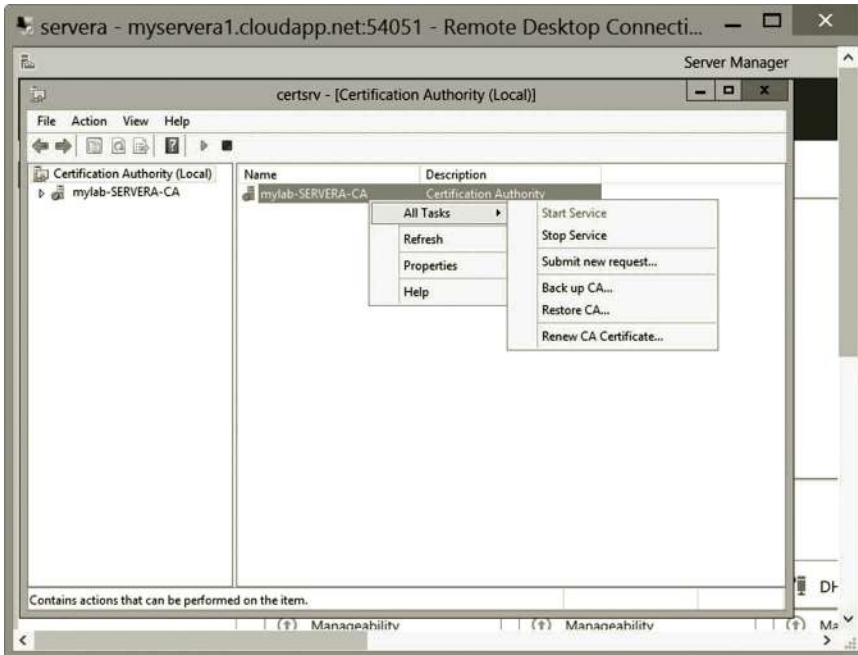 servera - myservera1.cloudapp.net:54051 - Remote Desktop Connecti...
Server Manager
certsrv - [Certification Authority (Local)]
File Action View Help
Certification Authority (Local)
mylab-SERVERA-CA
Name Description
mylab-SERVERA-CA Certification Authority
All Tasks
Refresh
Properties
Help
Start Service
Stop Service
Submit new request...
Back up CA...
Restore CA...
Renew CA Certificate...
Contains actions that can be performed on the item.
DH
Manageability Manageability Ma